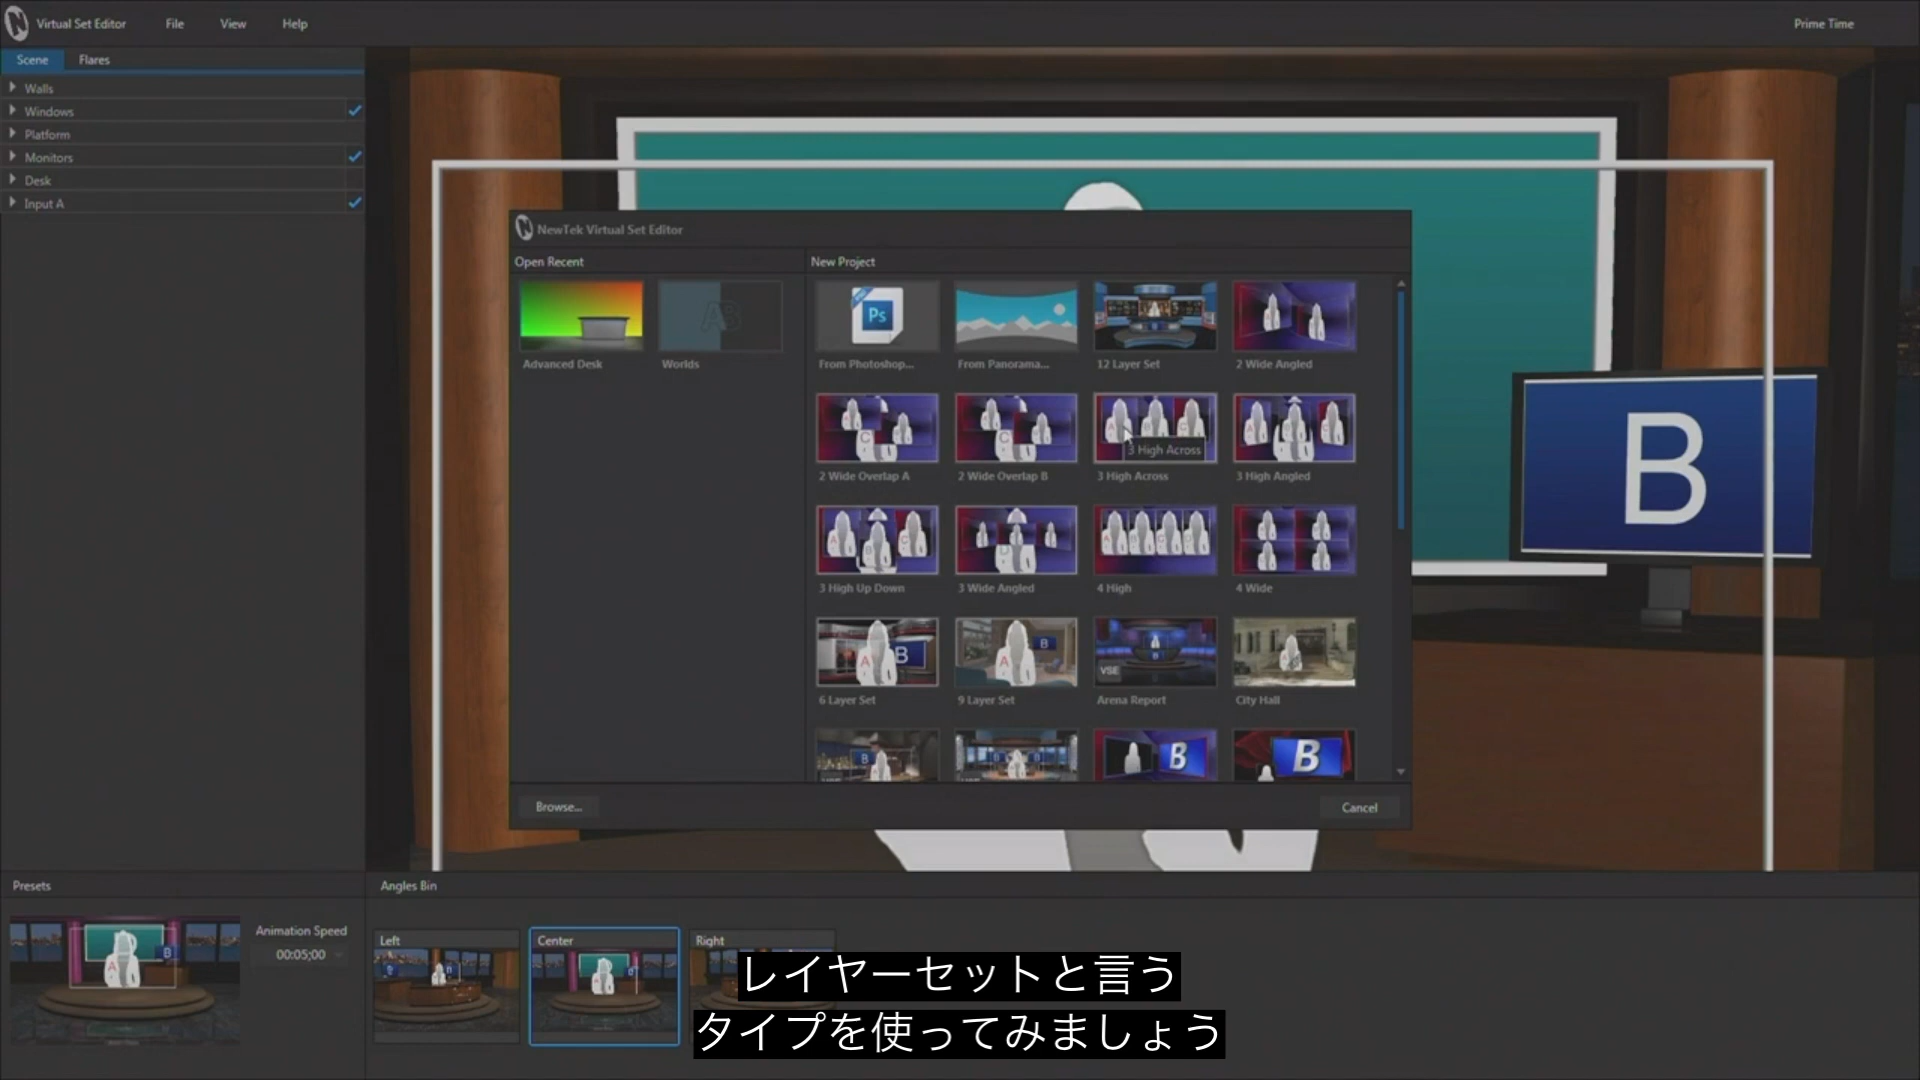 Virtual Set Editor
File
View
Help
Prime Time
Scene
Flares
Walls
Windows
Platform
Monitors
Desk
Input A
B
NewTek Virtual Set Editor
Open Recent
New Project
Advanced Desk
Worlds
Ps
From Photoshop...
From Panorama...
12 Layer Set
2 Wide Angled
3 High Across
2 Wide Overlap A
2 Wide Overlap B
3 High Across
3 High Angled
3 High Up Down
3 Wide Angled
4 High
4 Wide
A
B
A
B
VSE
6 Layer Set
9 Layer Set
Arena Report
City Hall
B
B
B
Browse...
Cancel
Presets
Angles Bin
Animation Speed
00:05;00
Left
Center
Right
A
B
レイヤーセットと言う
タイプを使ってみましょう